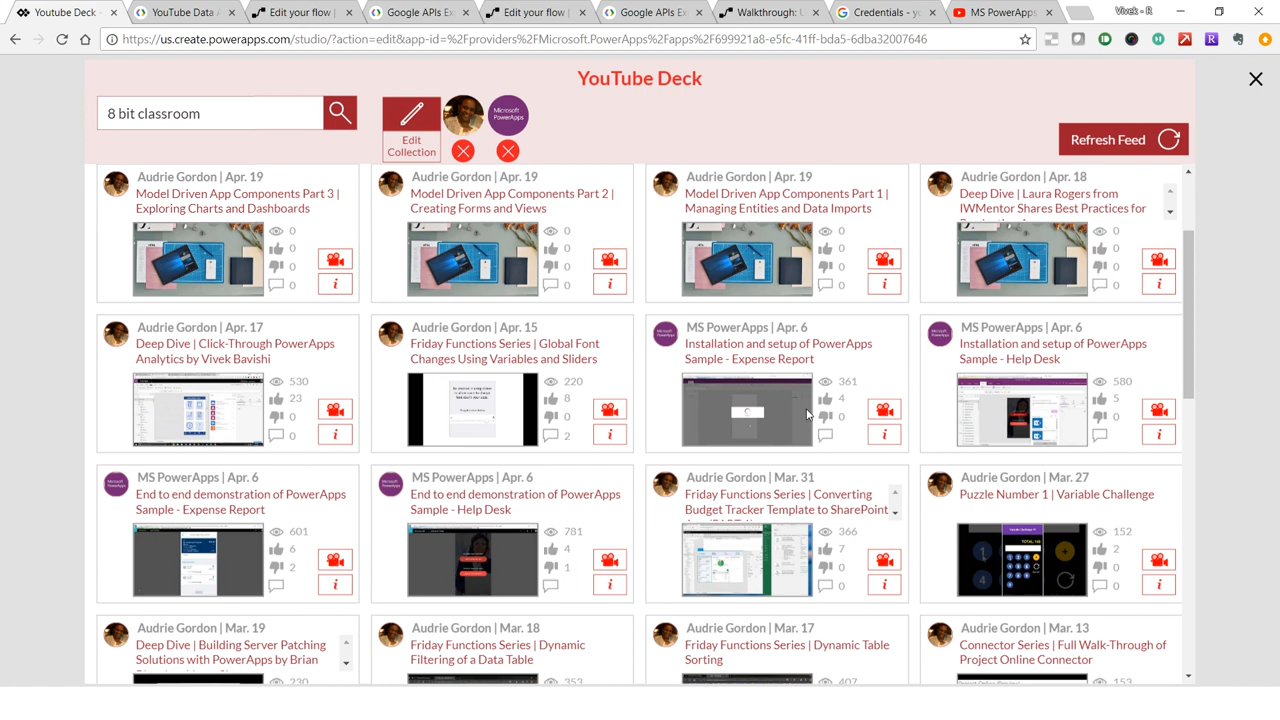 Youtube Deck -
YouTube Data A
Edit your flow |
Google APIs Ex
Edit your flow |
Google APIs Ex
Walkthrough: U
Credentials - yo
MS PowerApps
Vivek - R
https://us.create.powerapps.com/studio/?action=edit&app-id=%2Fproviders%2FMicrosoft.PowerApps%2Fapps%2F699921a8-e5fc-41ff-bda5-6dba32007646
YouTube Deck
8 bit classroom
Edit
Collection
Microsoft
PowerApps
Refresh Feed
Audrie Gordon | Apr. 19
Model Driven App Components Part 3 |
Exploring Charts and Dashboards
0
0
0
0
i
Audrie Gordon | Apr. 19
Model Driven App Components Part 2 |
Creating Forms and Views
0
0
0
0
i
Audrie Gordon | Apr. 19
Model Driven App Components Part 1 |
Managing Entities and Data Imports
0
0
0
0
i
Audrie Gordon | Apr. 18
Deep Dive | Laura Rogers from
IWMentor Shares Best Practices for
0
0
0
0
i
Audrie Gordon | Apr. 17
Deep Dive | Click-Through PowerApps
Analytics by Vivek Bavishi
530
23
0
0
i
Audrie Gordon | Apr. 15
Friday Functions Series | Global Font
Changes Using Variables and Sliders
220
8
0
2
i
MS PowerApps | Apr. 6
Installation and setup of PowerApps
Sample - Expense Report
361
4
0
i
MS PowerApps | Apr. 6
Installation and setup of PowerApps
Sample - Help Desk
580
5
0
i
MS PowerApps | Apr. 6
End to end demonstration of PowerApps
Sample - Expense Report
601
6
2
i
MS PowerApps | Apr. 6
End to end demonstration of PowerApps
Sample - Help Desk
781
4
1
i
Audrie Gordon | Mar. 31
Friday Functions Series | Converting
Budget Tracker Template to SharePoint
366
7
0
0
i
Audrie Gordon | Mar. 27
Puzzle Number 1 | Variable Challenge
152
2
0
0
i
Audrie Gordon | Mar. 19
Deep Dive | Building Server Patching
Solutions with PowerApps by Brian
230
Audrie Gordon | Mar. 18
Friday Functions Series | Dynamic
Filtering of a Data Table
353
Audrie Gordon | Mar. 17
Friday Functions Series | Dynamic Table
Sorting
407
Audrie Gordon | Mar. 13
Connector Series | Full Walk-Through of
Project Online Connector
153